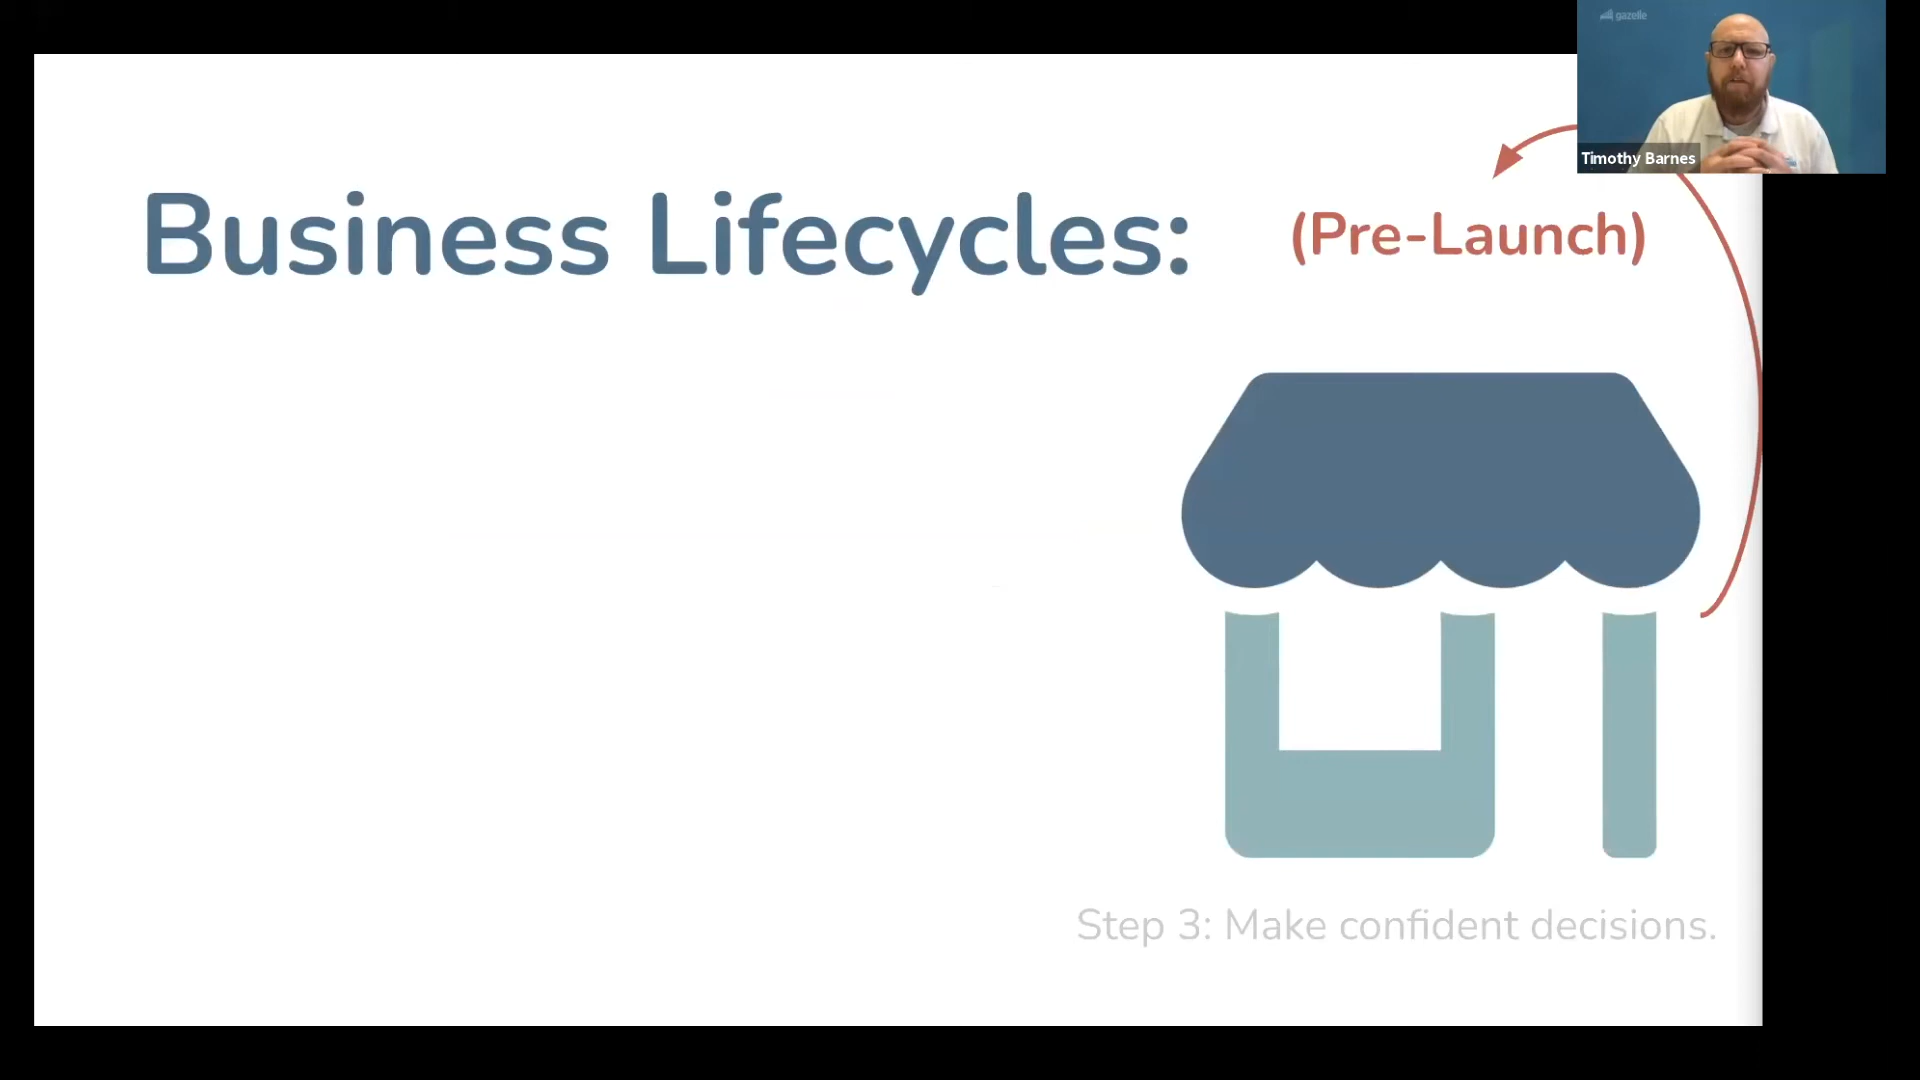 gazelle
Timothy Barnes
Business Lifecycles:
(Pre-Launch)
Step 3: Make confident decisions.